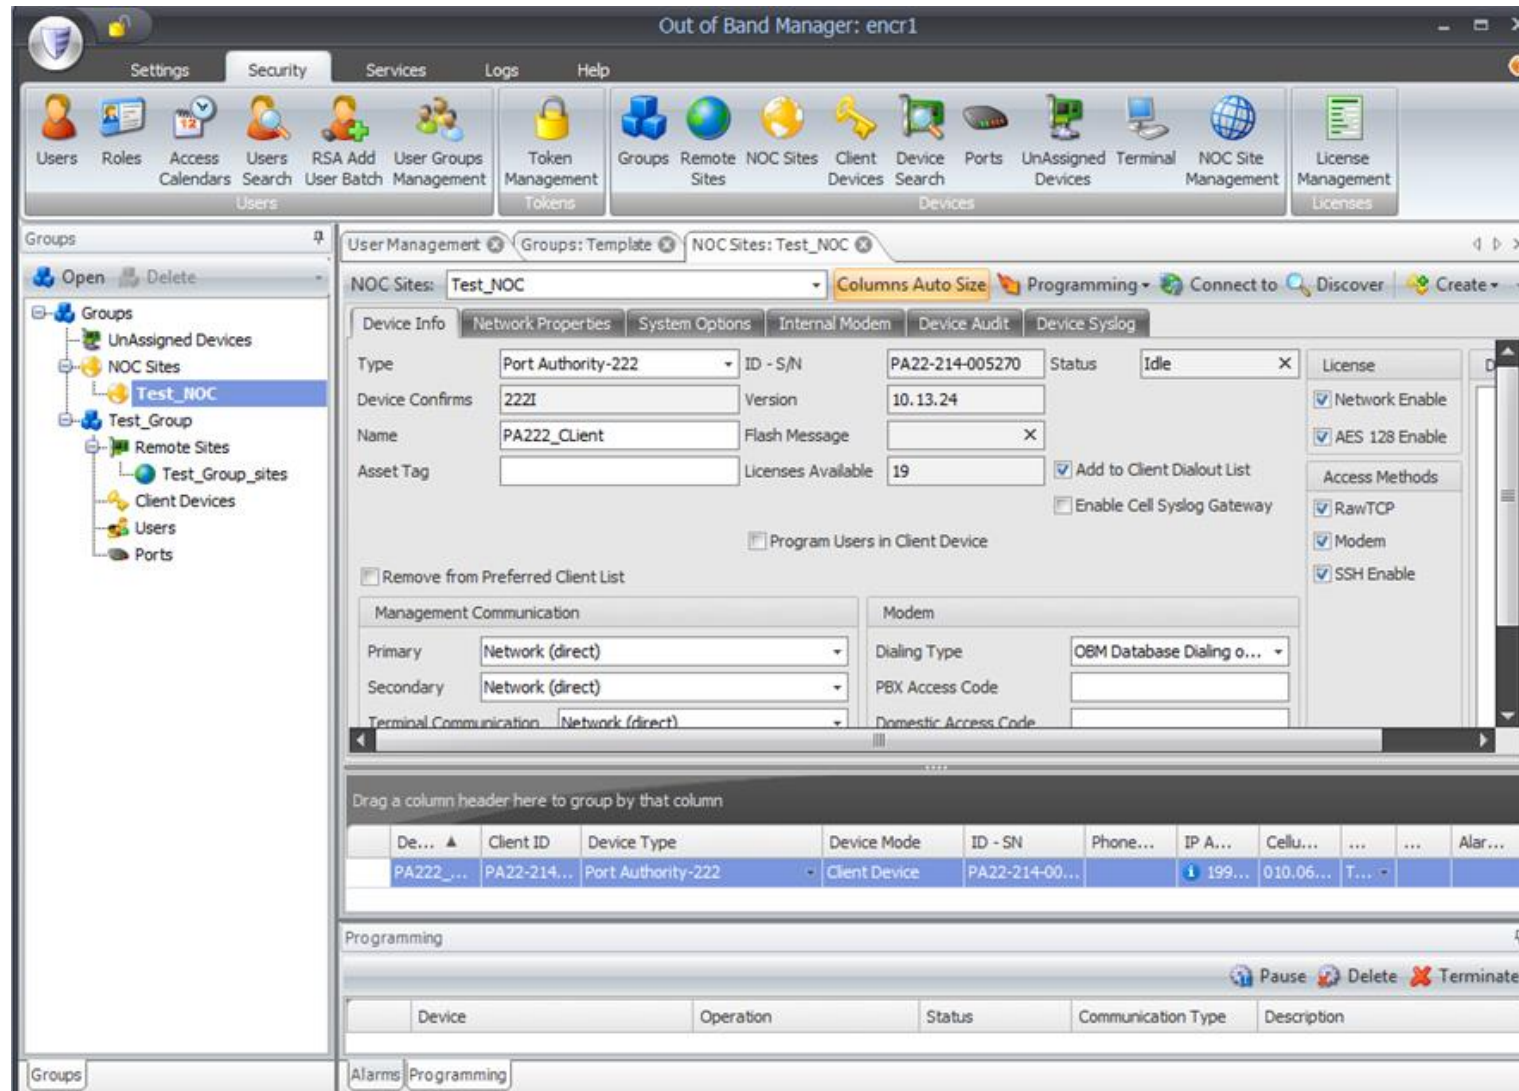 Out of Band Manager: encr1
Settings Security Services Logs Help
Users Roles Access Calendars Users Search RSA Add User Batch User Groups Management Token Management Groups Remote Sites NOC Sites Client Devices Device Search Ports UnAssigned Devices Terminal NOC Site Management License Management
Users Tokens Devices Licenses
Groups
Open Delete
Groups
UnAssigned Devices
NOC Sites
Test_NOC
Test_Group
Remote Sites
Test_Group_sites
Client Devices
Users
Ports
Groups
User Management Groups: Template NOC Sites: Test_NOC
NOC Sites: Test_NOC Columns Auto Size Programming Connect to Discover Create
Device Info Network Properties System Options Internal Modem Device Audit Device Syslog
Type Port Authority-222 ID - S/N PA22-214-005270 Status Idle License
Device Confirms 222I Version 10.13.24 Network Enable
Name PA222_CLient Flash Message AES 128 Enable
Asset Tag Licenses Available 19 Add to Client Dialout List Access Methods
Enable Cell Syslog Gateway RawTCP
Program Users in Client Device Modem
Remove from Preferred Client List SSH Enable
Management Communication Modem
Primary Network (direct) Dialing Type OBM Database Dialing o...
Secondary Network (direct) PBX Access Code
Terminal Communication Network (direct) Domestic Access Code
Drag a column header here to group by that column
De... Client ID Device Type Device Mode ID - SN Phone... IP A... Cellu... ... ... Alar...
PA222_... PA22-214... Port Authority-222 Client Device PA22-214-00... 199... 010.06... T...
Programming
Pause Delete Terminate
Device Operation Status Communication Type Description
Alarms Programming